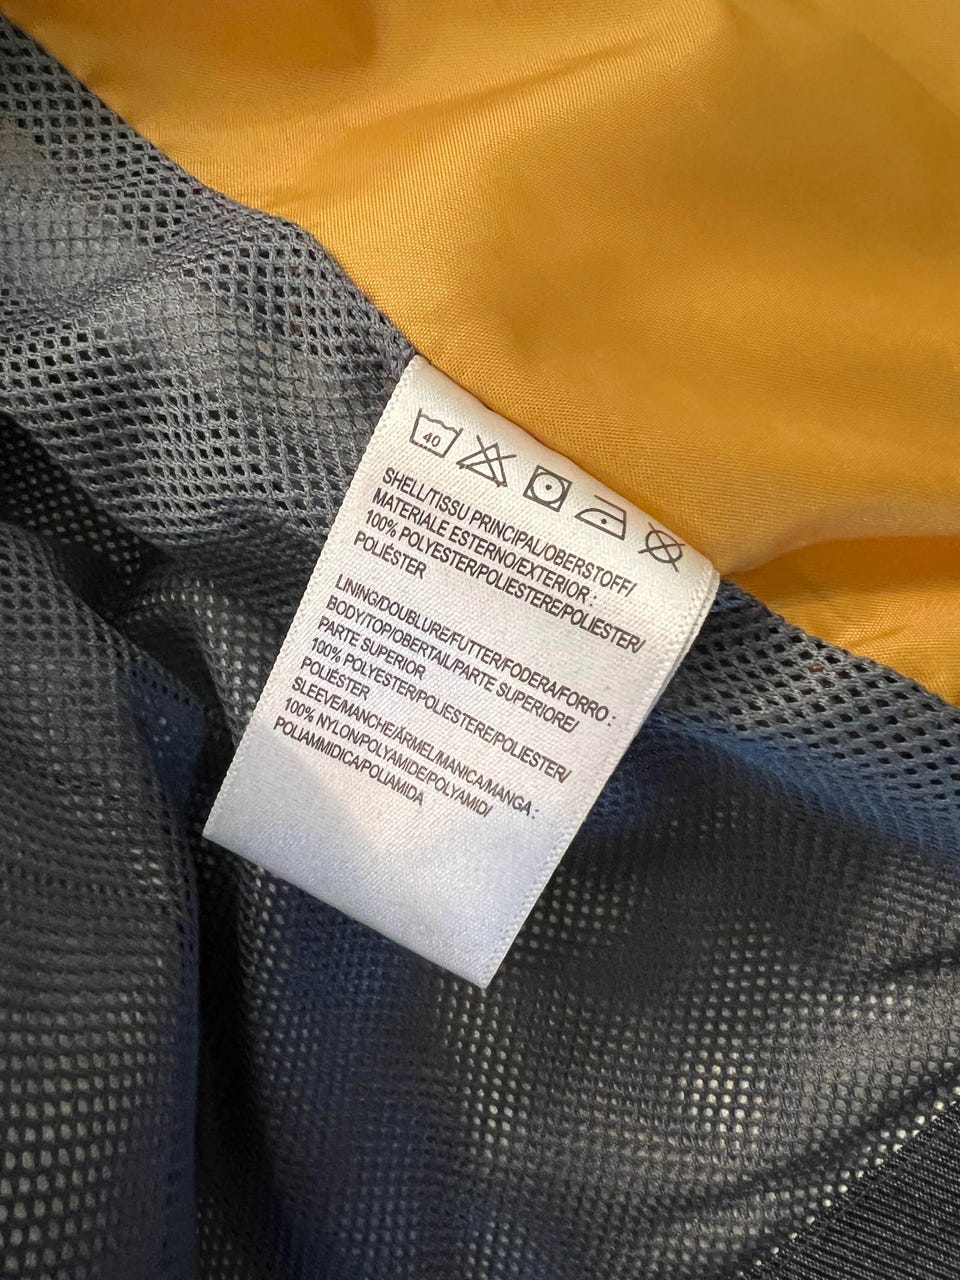 40
SHELL/TISSU PRINCIPAL/OBERSTOFF/
MATERIALE ESTERNO/EXTERIOR :
100% POLYESTER/POLIESTERE/POLIESTER/
POLIÉSTER
LINING/DOUBLURE/FUTTER/FODERA/FORRO :
BODY/TOP/OBERTAIL/PARTE SUPERIORE/
PARTE SUPERIOR
100% POLYESTER/POLIESTERE/POLIESTER/
POLIÉSTER
SLEEVE/MANCHE/ÄRMEL/MANICA/MANGA :
100% NYLON/POLYAMIDE/POLYAMID/
POLIAMMIDICA/POLIAMIDA